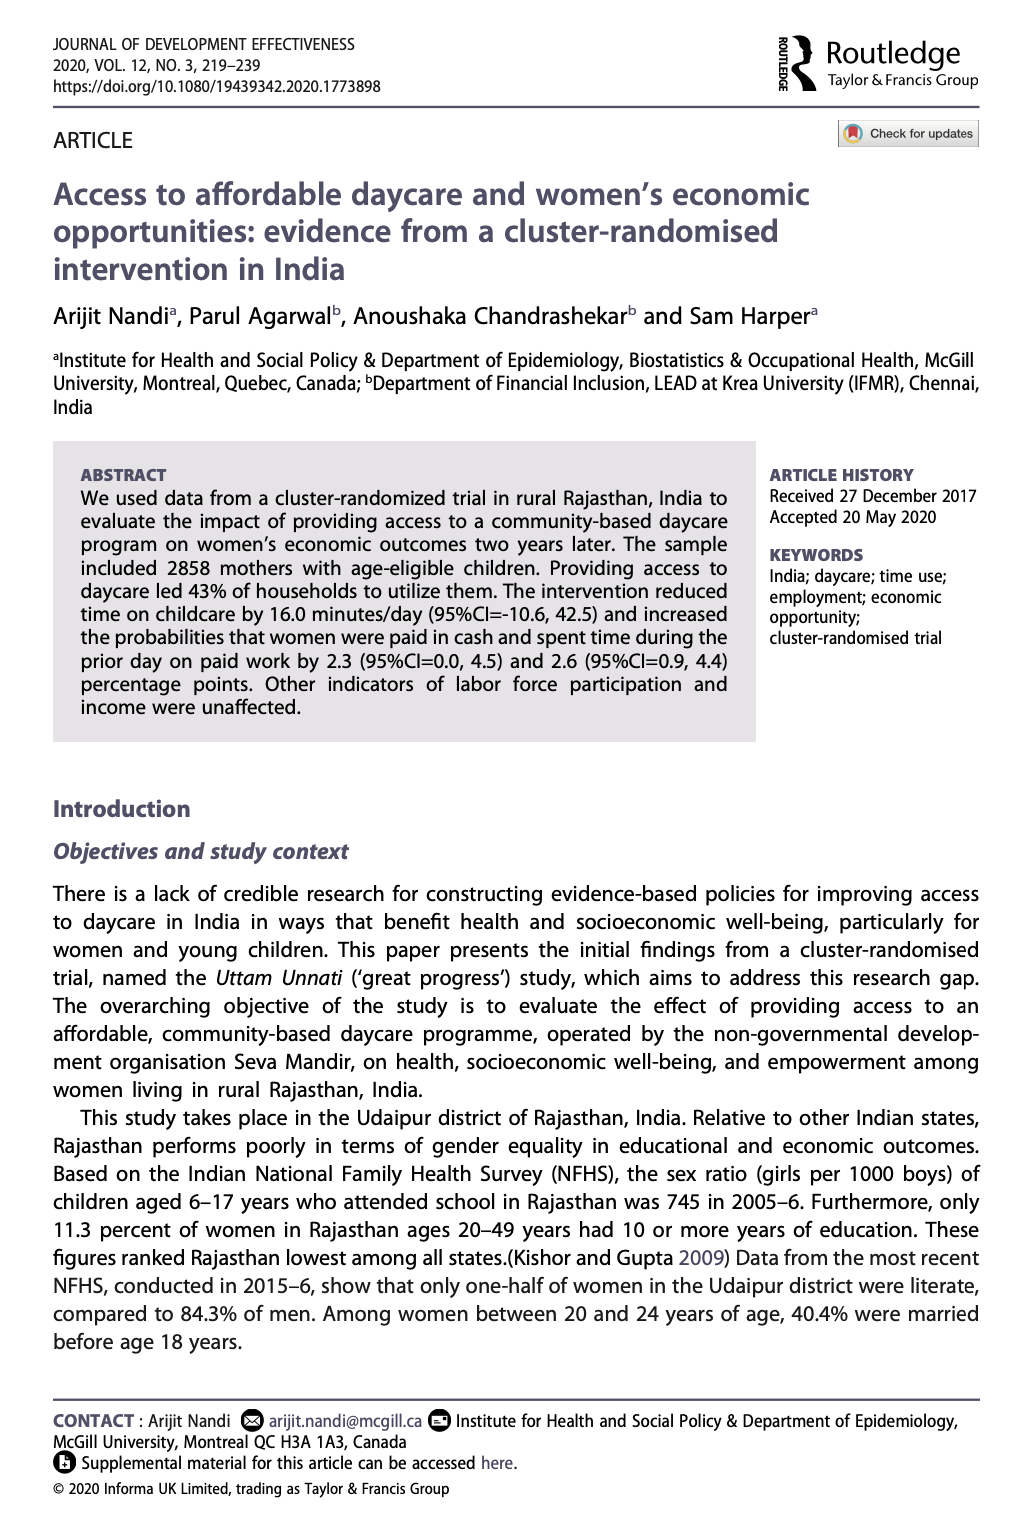 JOURNAL OF DEVELOPMENT EFFECTIVENESS
2020, VOL. 12, NO. 3, 219–239
https://doi.org/10.1080/19439342.2020.1773898
ROUTLEDGE
Routledge
Taylor & Francis Group
ARTICLE
Check for updates
Access to affordable daycare and women’s economic
opportunities: evidence from a cluster-randomised
intervention in India
Arijit Nandiᵃ, Parul Agarwalᵇ, Anoushaka Chandrashekarᵇ and Sam Harperᵃ
ᵃInstitute for Health and Social Policy & Department of Epidemiology, Biostatistics & Occupational Health, McGill
University, Montreal, Quebec, Canada; ᵇDepartment of Financial Inclusion, LEAD at Krea University (IFMR), Chennai,
India
ABSTRACT
We used data from a cluster-randomized trial in rural Rajasthan, India to
evaluate the impact of providing access to a community-based daycare
program on women’s economic outcomes two years later. The sample
included 2858 mothers with age-eligible children. Providing access to
daycare led 43% of households to utilize them. The intervention reduced
time on childcare by 16.0 minutes/day (95%CI=-10.6, 42.5) and increased
the probabilities that women were paid in cash and spent time during the
prior day on paid work by 2.3 (95%CI=0.0, 4.5) and 2.6 (95%CI=0.9, 4.4)
percentage points. Other indicators of labor force participation and
income were unaffected.
ARTICLE HISTORY
Received 27 December 2017
Accepted 20 May 2020
KEYWORDS
India; daycare; time use;
employment; economic
opportunity;
cluster-randomised trial
Introduction
Objectives and study context
There is a lack of credible research for constructing evidence-based policies for improving access
to daycare in India in ways that benefit health and socioeconomic well-being, particularly for
women and young children. This paper presents the initial findings from a cluster-randomised
trial, named the Uttam Unnati (‘great progress’) study, which aims to address this research gap.
The overarching objective of the study is to evaluate the effect of providing access to an
affordable, community-based daycare programme, operated by the non-governmental develop-
ment organisation Seva Mandir, on health, socioeconomic well-being, and empowerment among
women living in rural Rajasthan, India.
This study takes place in the Udaipur district of Rajasthan, India. Relative to other Indian states,
Rajasthan performs poorly in terms of gender equality in educational and economic outcomes.
Based on the Indian National Family Health Survey (NFHS), the sex ratio (girls per 1000 boys) of
children aged 6–17 years who attended school in Rajasthan was 745 in 2005–6. Furthermore, only
11.3 percent of women in Rajasthan ages 20–49 years had 10 or more years of education. These
figures ranked Rajasthan lowest among all states.(Kishor and Gupta 2009) Data from the most recent
NFHS, conducted in 2015–6, show that only one-half of women in the Udaipur district were literate,
compared to 84.3% of men. Among women between 20 and 24 years of age, 40.4% were married
before age 18 years.
CONTACT : Arijit Nandi arijit.nandi@mcgill.ca Institute for Health and Social Policy & Department of Epidemiology,
McGill University, Montreal QC H3A 1A3, Canada
Supplemental material for this article can be accessed here.
© 2020 Informa UK Limited, trading as Taylor & Francis Group